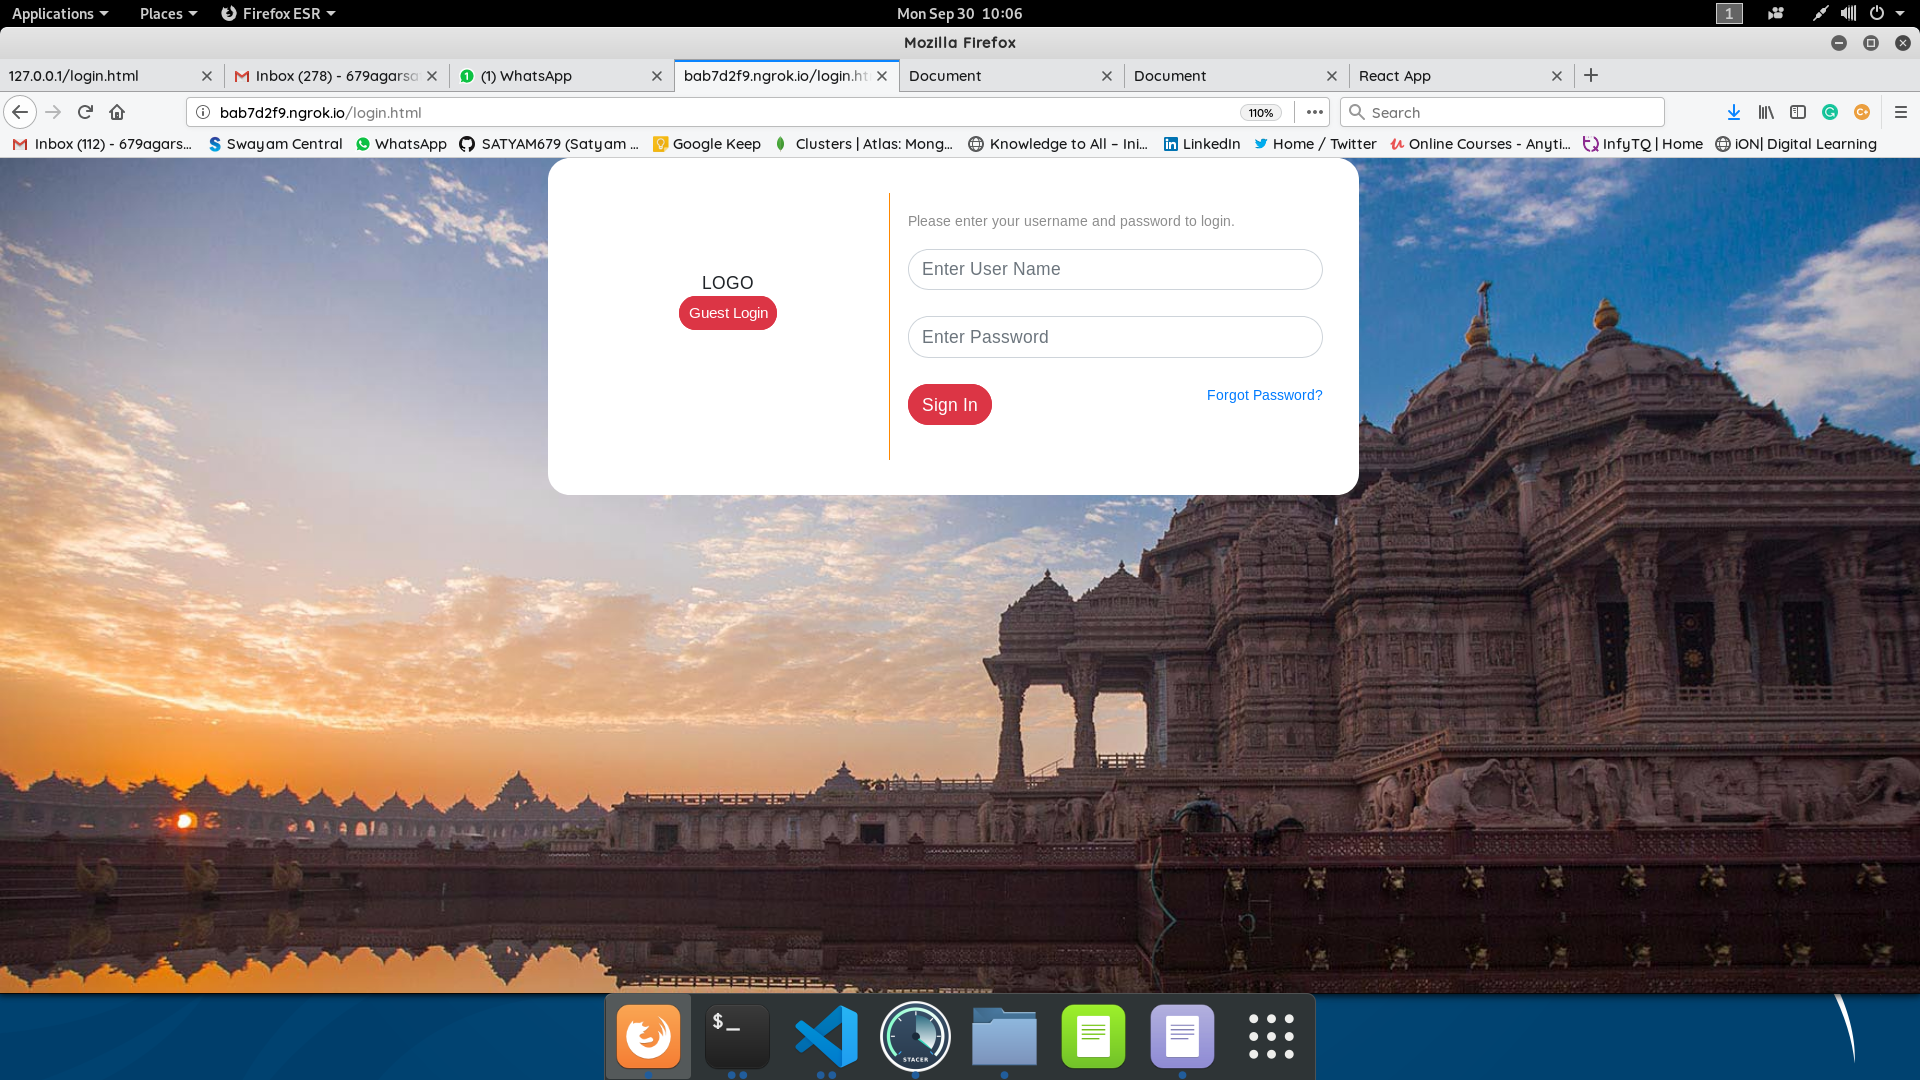 Applications Places Firefox ESR Mon Sep 30 10:06 1
Mozilla Firefox
127.0.0.1/login.html Inbox (278) - 679agarsa (1) WhatsApp bab7d2f9.ngrok.io/login.ht Document Document React App
bab7d2f9.ngrok.io/login.html 110% Search
Inbox (112) - 679agars... Swayam Central WhatsApp SATYAM679 (Satyam ... Google Keep Clusters | Atlas: Mong... Knowledge to All – Ini... LinkedIn Home / Twitter Online Courses - Anyti... InfyTQ | Home iON| Digital Learning
Please enter your username and password to login.
Enter User Name
LOGO
Guest Login
Enter Password
Forgot Password?
Sign In
$_
STACER